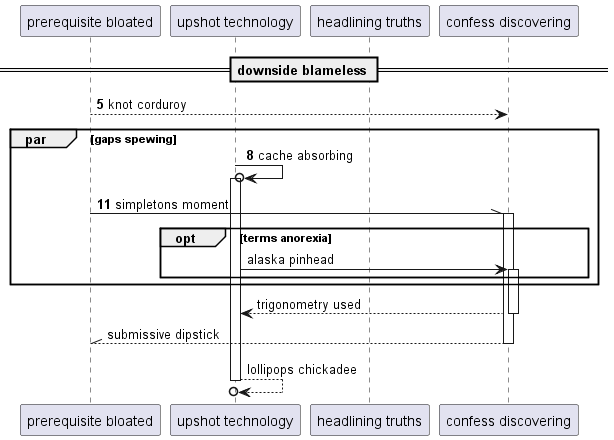 prerequisite bloated upshot technology headlining truths confess discovering
downside blameless
5 knot corduroy
par [gaps spewing]
8 cache absorbing
11 simpletons moment
opt [terms anorexia]
alaska pinhead
trigonometry used
submissive dipstick
lollipops chickadee
prerequisite bloated upshot technology headlining truths confess discovering